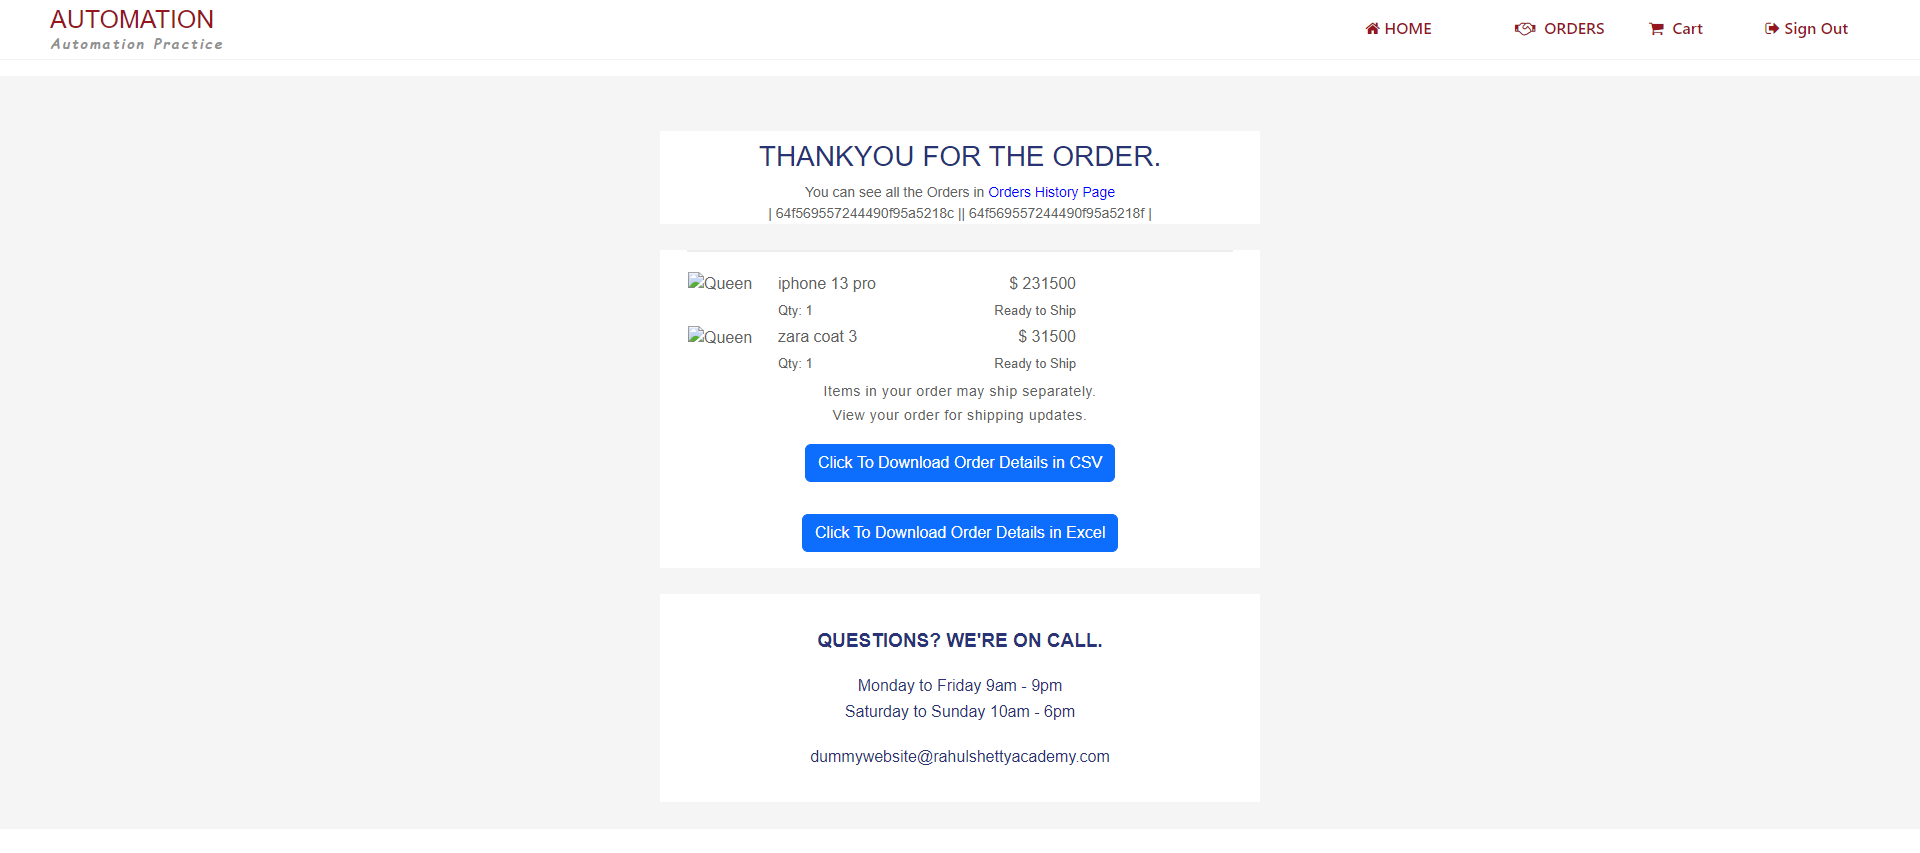 AUTOMATION
Automation Practice
HOME
ORDERS
Cart
Sign Out
THANKYOU FOR THE ORDER.
You can see all the Orders in Orders History Page
| 64f569557244490f95a5218c || 64f569557244490f95a5218f |
Queen iphone 13 pro $ 231500
Qty: 1 Ready to Ship
Queen zara coat 3 $ 31500
Qty: 1 Ready to Ship
Items in your order may ship separately.
View your order for shipping updates.
Click To Download Order Details in CSV
Click To Download Order Details in Excel
QUESTIONS? WE'RE ON CALL.
Monday to Friday 9am - 9pm
Saturday to Sunday 10am - 6pm
dummywebsite@rahulshettyacademy.com